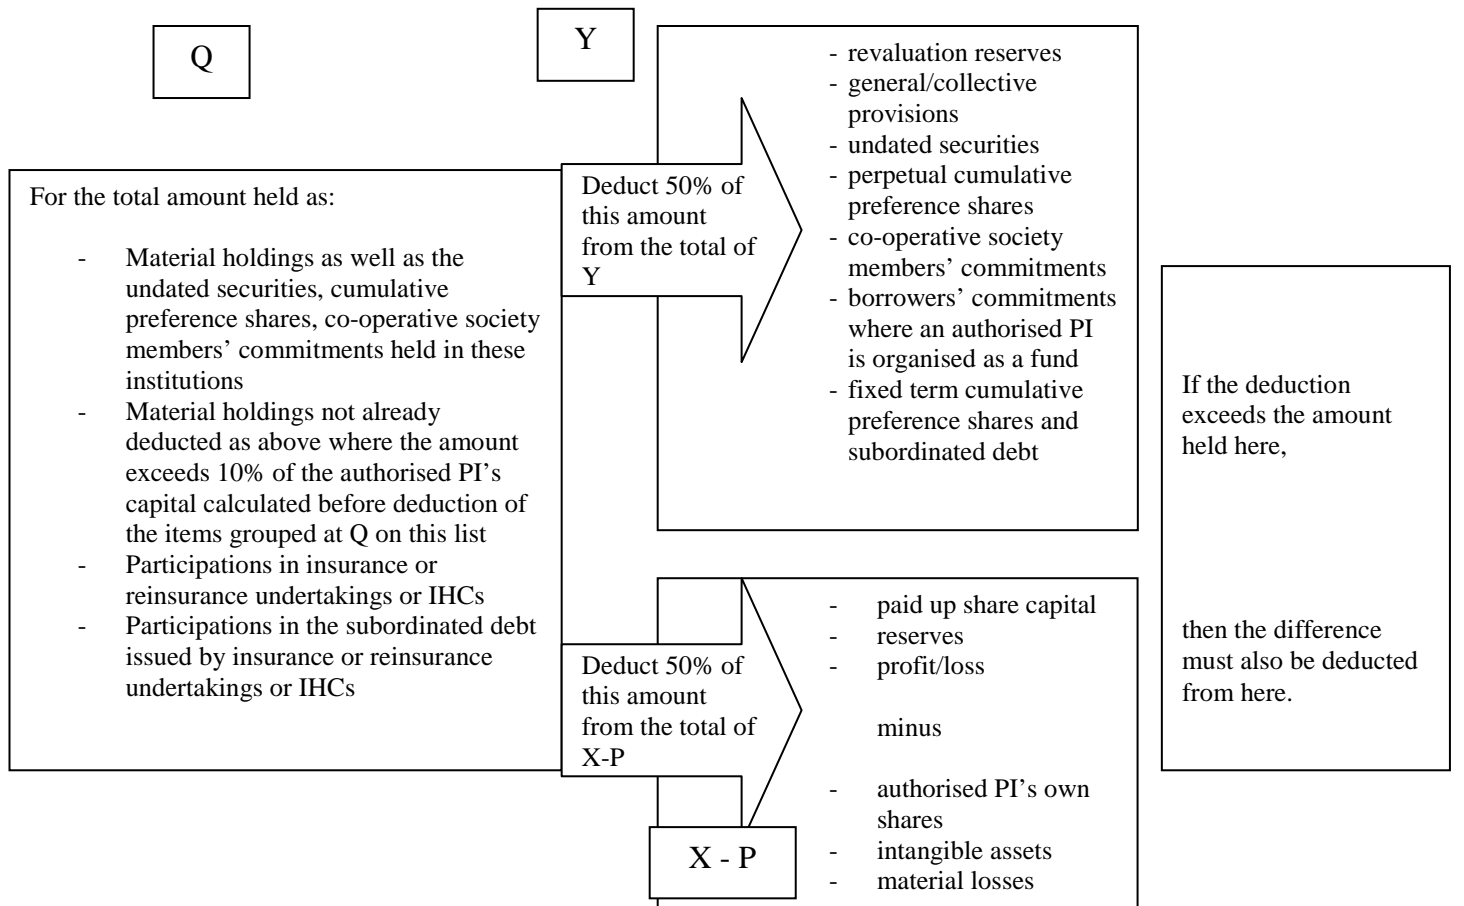 Q
For the total amount held as:
- Material holdings as well as the
undated securities, cumulative
preference shares, co-operative society
members’ commitments held in these
institutions
- Material holdings not already
deducted as above where the amount
exceeds 10% of the authorised PI’s
capital calculated before deduction of
the items grouped at Q on this list
- Participations in insurance or
reinsurance undertakings or IHCs
- Participations in the subordinated debt
issued by insurance or reinsurance
undertakings or IHCs
Y
Deduct 50% of
this amount
from the total of
Y
- revaluation reserves
- general/collective
provisions
- undated securities
- perpetual cumulative
preference shares
- co-operative society
members’ commitments
- borrowers’ commitments
where an authorised PI
is organised as a fund
- fixed term cumulative
preference shares and
subordinated debt
Deduct 50% of
this amount
from the total of
X-P
X - P
- paid up share capital
- reserves
- profit/loss
minus
- authorised PI’s own
shares
- intangible assets
- material losses
If the deduction
exceeds the amount
held here,
then the difference
must also be deducted
from here.